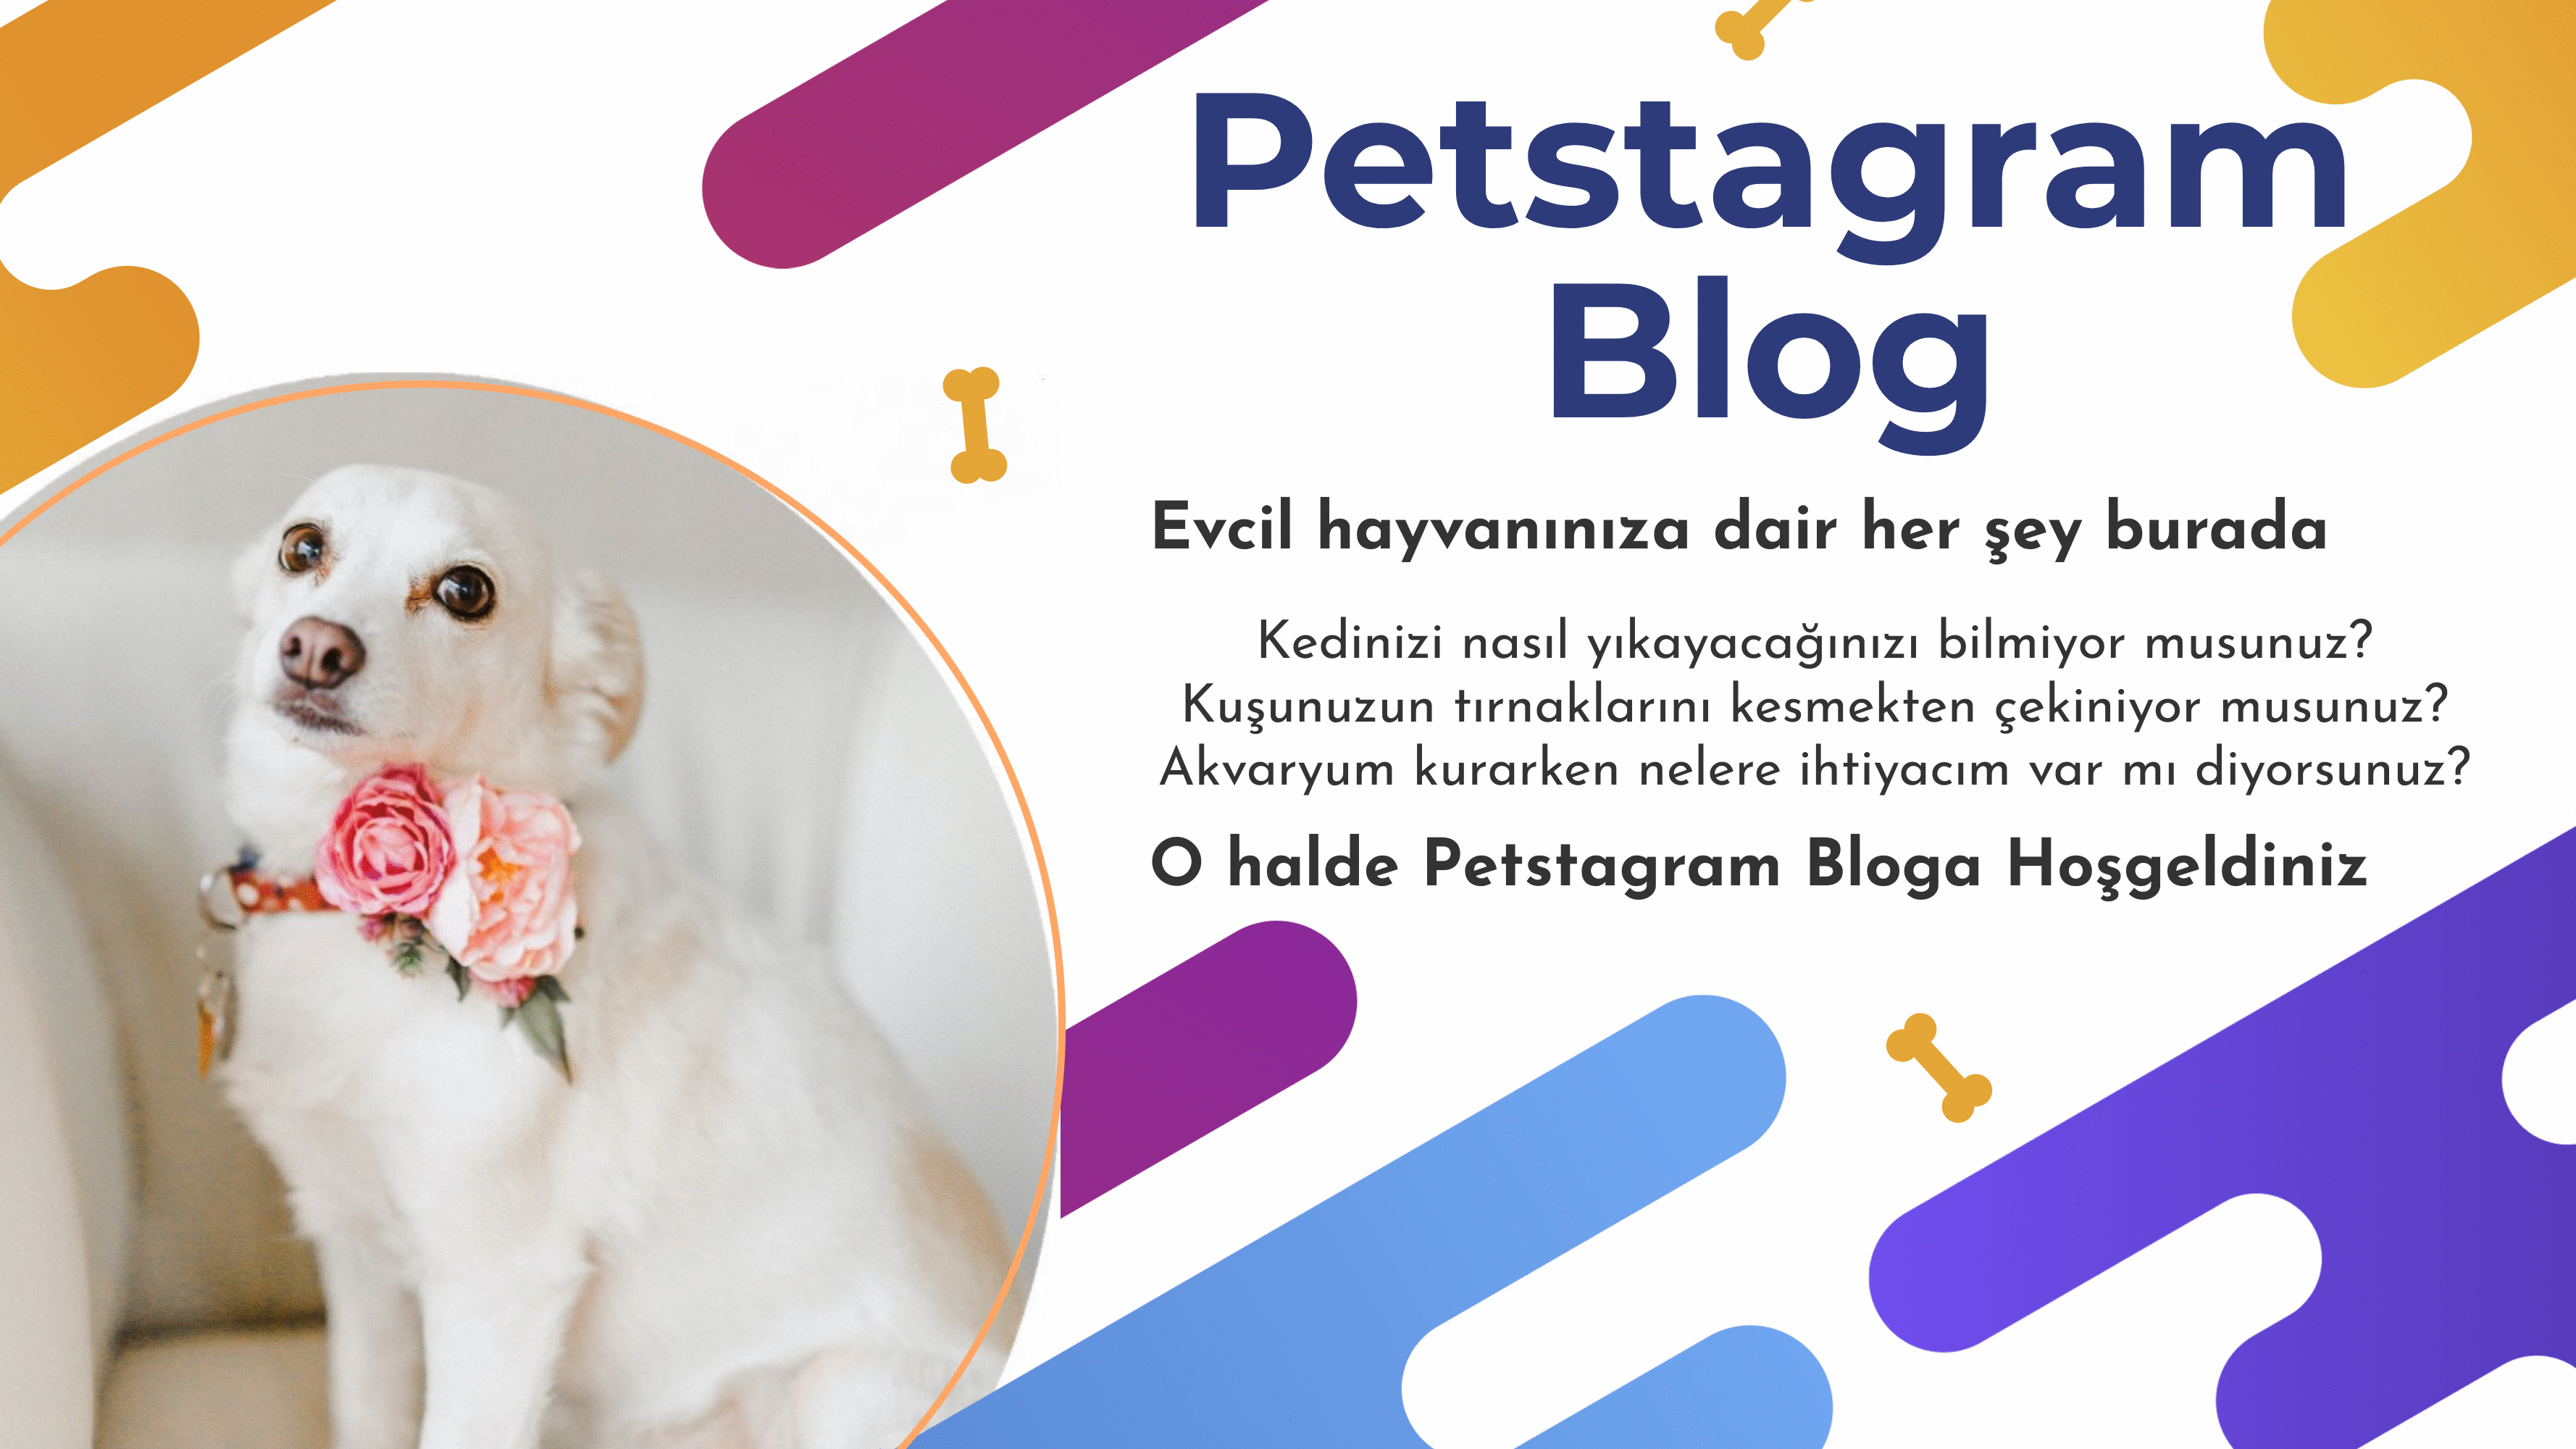 Petstagram
Blog
Evcil hayvanınıza dair her şey burada
Kedinizi nasıl yıkayacağınızı bilmiyor musunuz?
Kuşunuzun tırnaklarını kesmekten çekiniyor musunuz?
Akvaryum kurarken nelere ihtiyacım var mı diyorsunuz?
O halde Petstagram Bloga Hoşgeldiniz